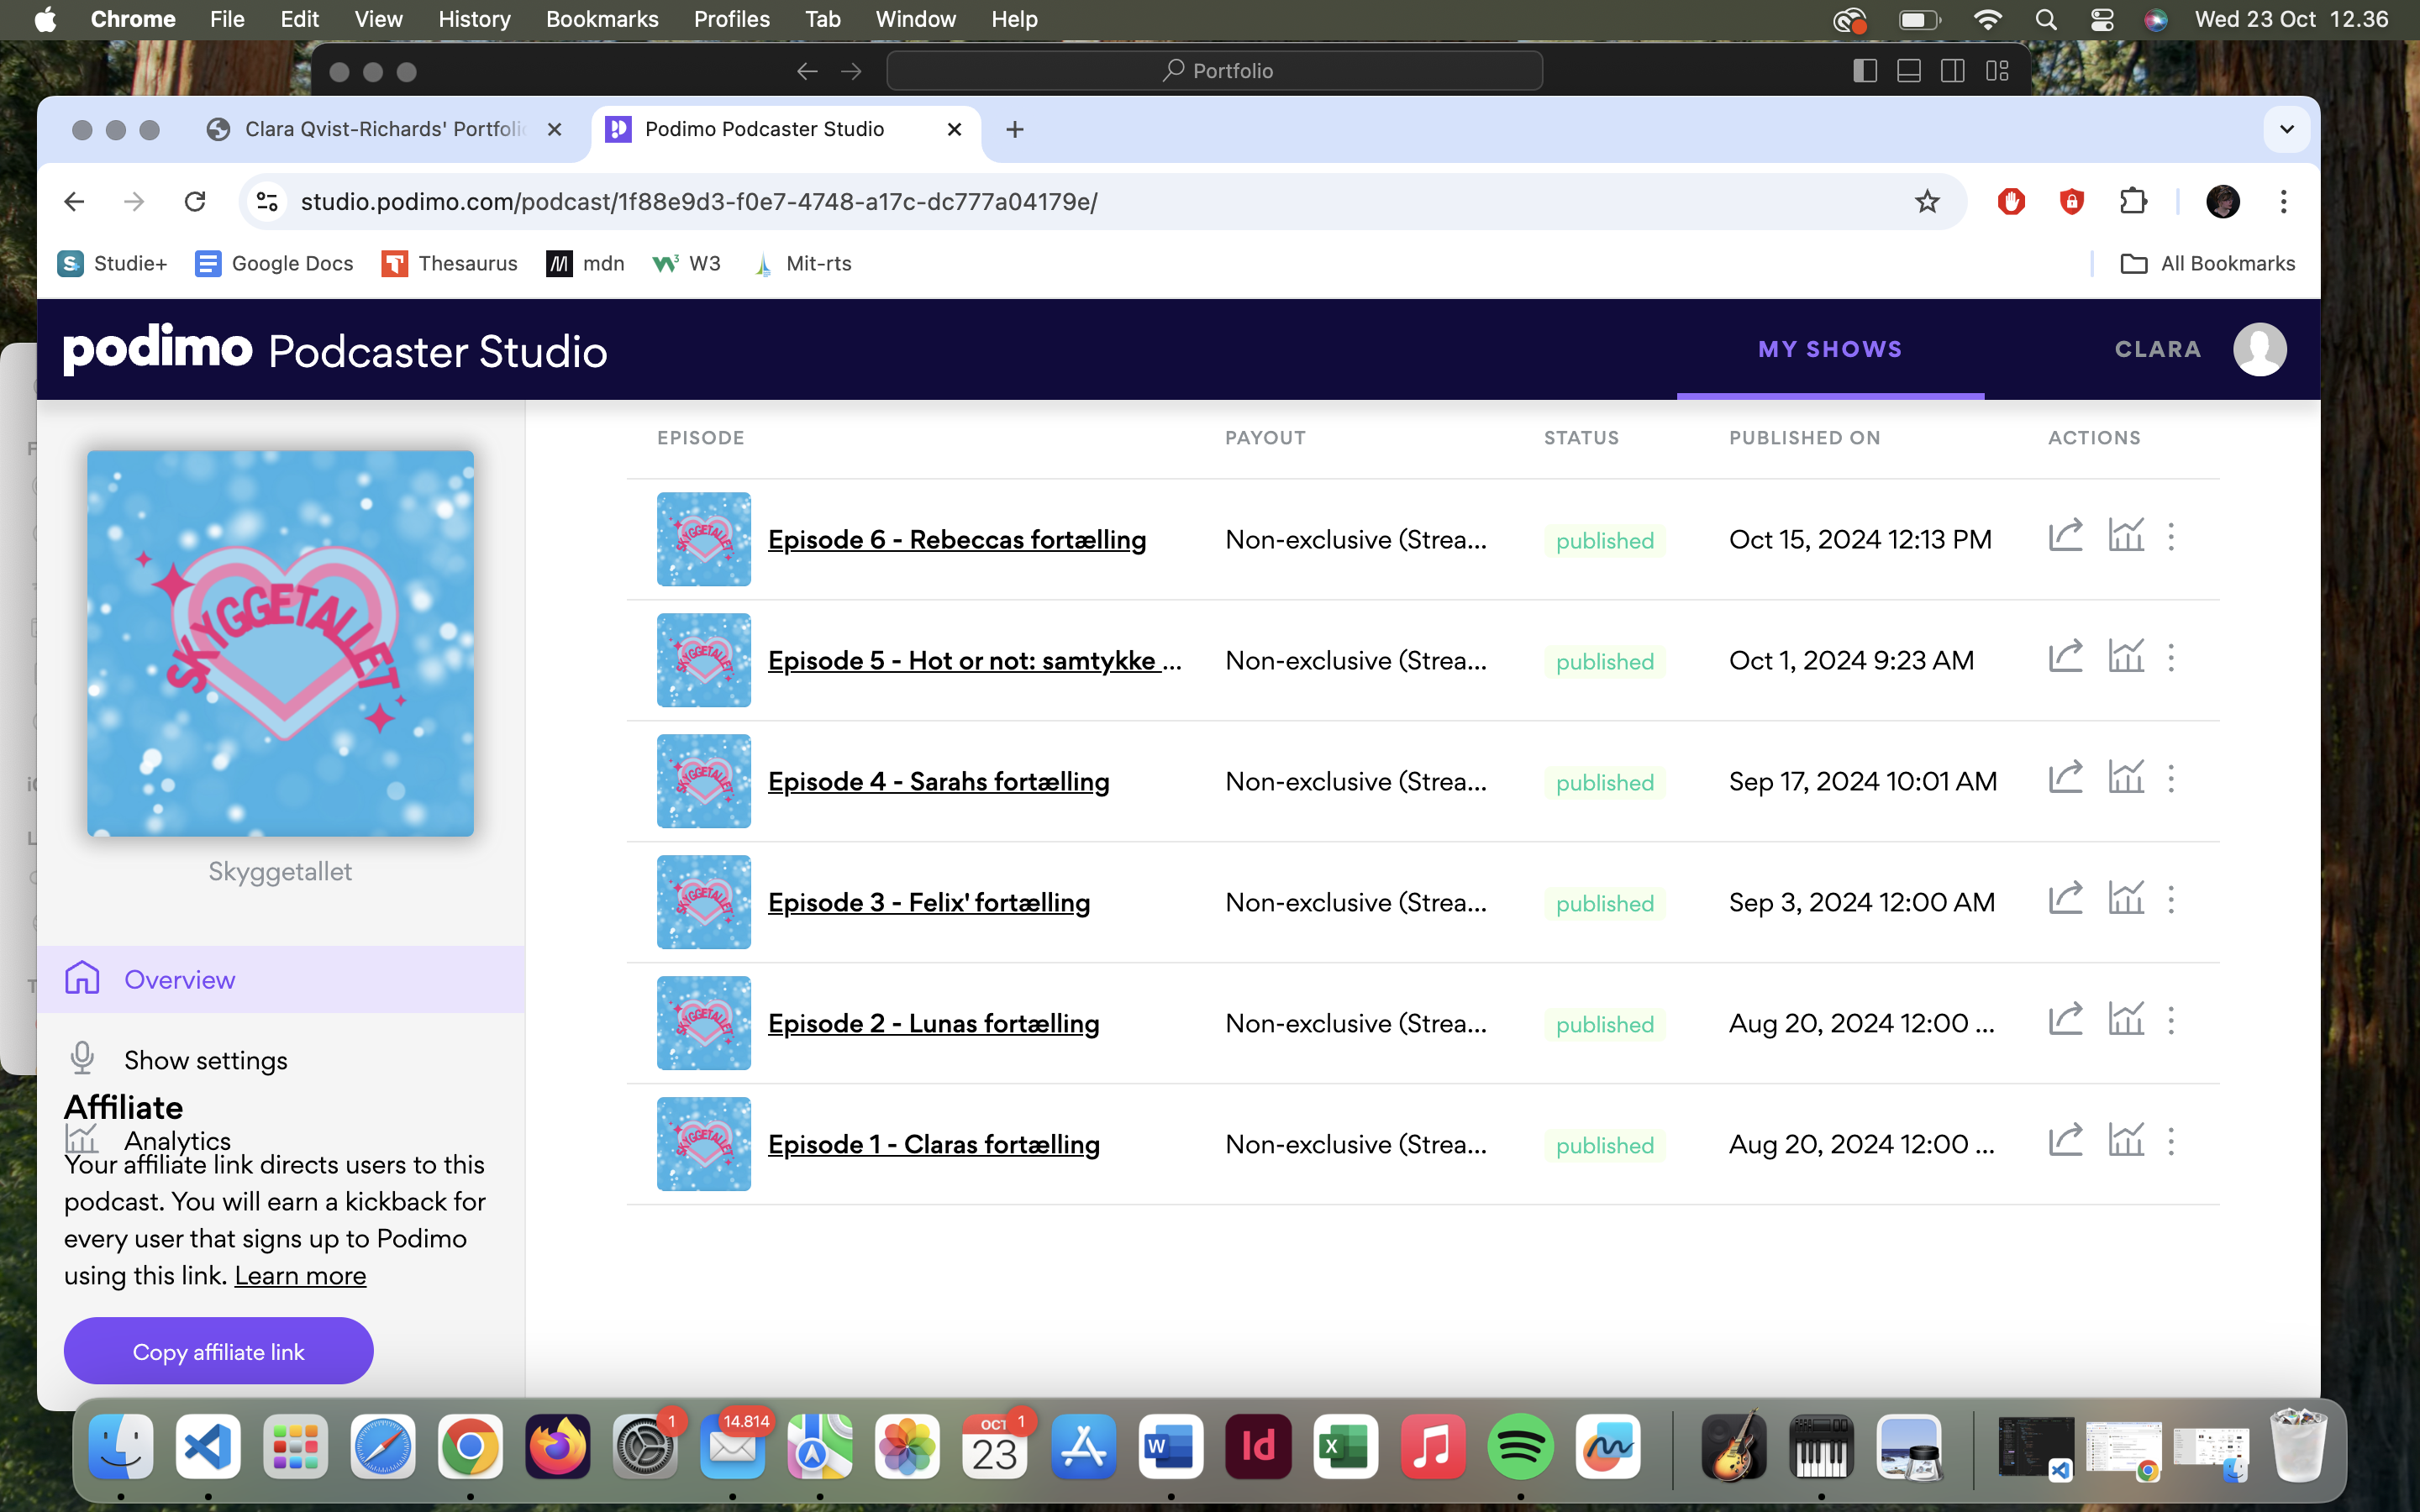 Chrome File Edit View History Bookmarks Profiles Tab Window Help Wed 23 Oct 12.36
Portfolio
Clara Qvist-Richards' Portfolio Podimo Podcaster Studio
studio.podimo.com/podcast/1f88e9d3-f0e7-4748-a17c-dc777a04179e/
Studie+ Google Docs Thesaurus mdn W3 Mit-rts All Bookmarks
podimo Podcaster Studio MY SHOWS CLARA
EPISODE PAYOUT STATUS PUBLISHED ON ACTIONS
SKYGGETALLET
Skyggetallet
Overview
Show settings
Affiliate
Analytics
Your affiliate link directs users to this
podcast. You will earn a kickback for
every user that signs up to Podimo
using this link. Learn more
Copy affiliate link
SKYGGETALLET Episode 6 - Rebeccas fortælling Non-exclusive (Strea... published Oct 15, 2024 12:13 PM
SKYGGETALLET Episode 5 - Hot or not: samtykke ... Non-exclusive (Strea... published Oct 1, 2024 9:23 AM
SKYGGETALLET Episode 4 - Sarahs fortælling Non-exclusive (Strea... published Sep 17, 2024 10:01 AM
SKYGGETALLET Episode 3 - Felix' fortælling Non-exclusive (Strea... published Sep 3, 2024 12:00 AM
SKYGGETALLET Episode 2 - Lunas fortælling Non-exclusive (Strea... published Aug 20, 2024 12:00 ...
SKYGGETALLET Episode 1 - Claras fortælling Non-exclusive (Strea... published Aug 20, 2024 12:00 ...
1 14.814 OCT 1
23 W Id X